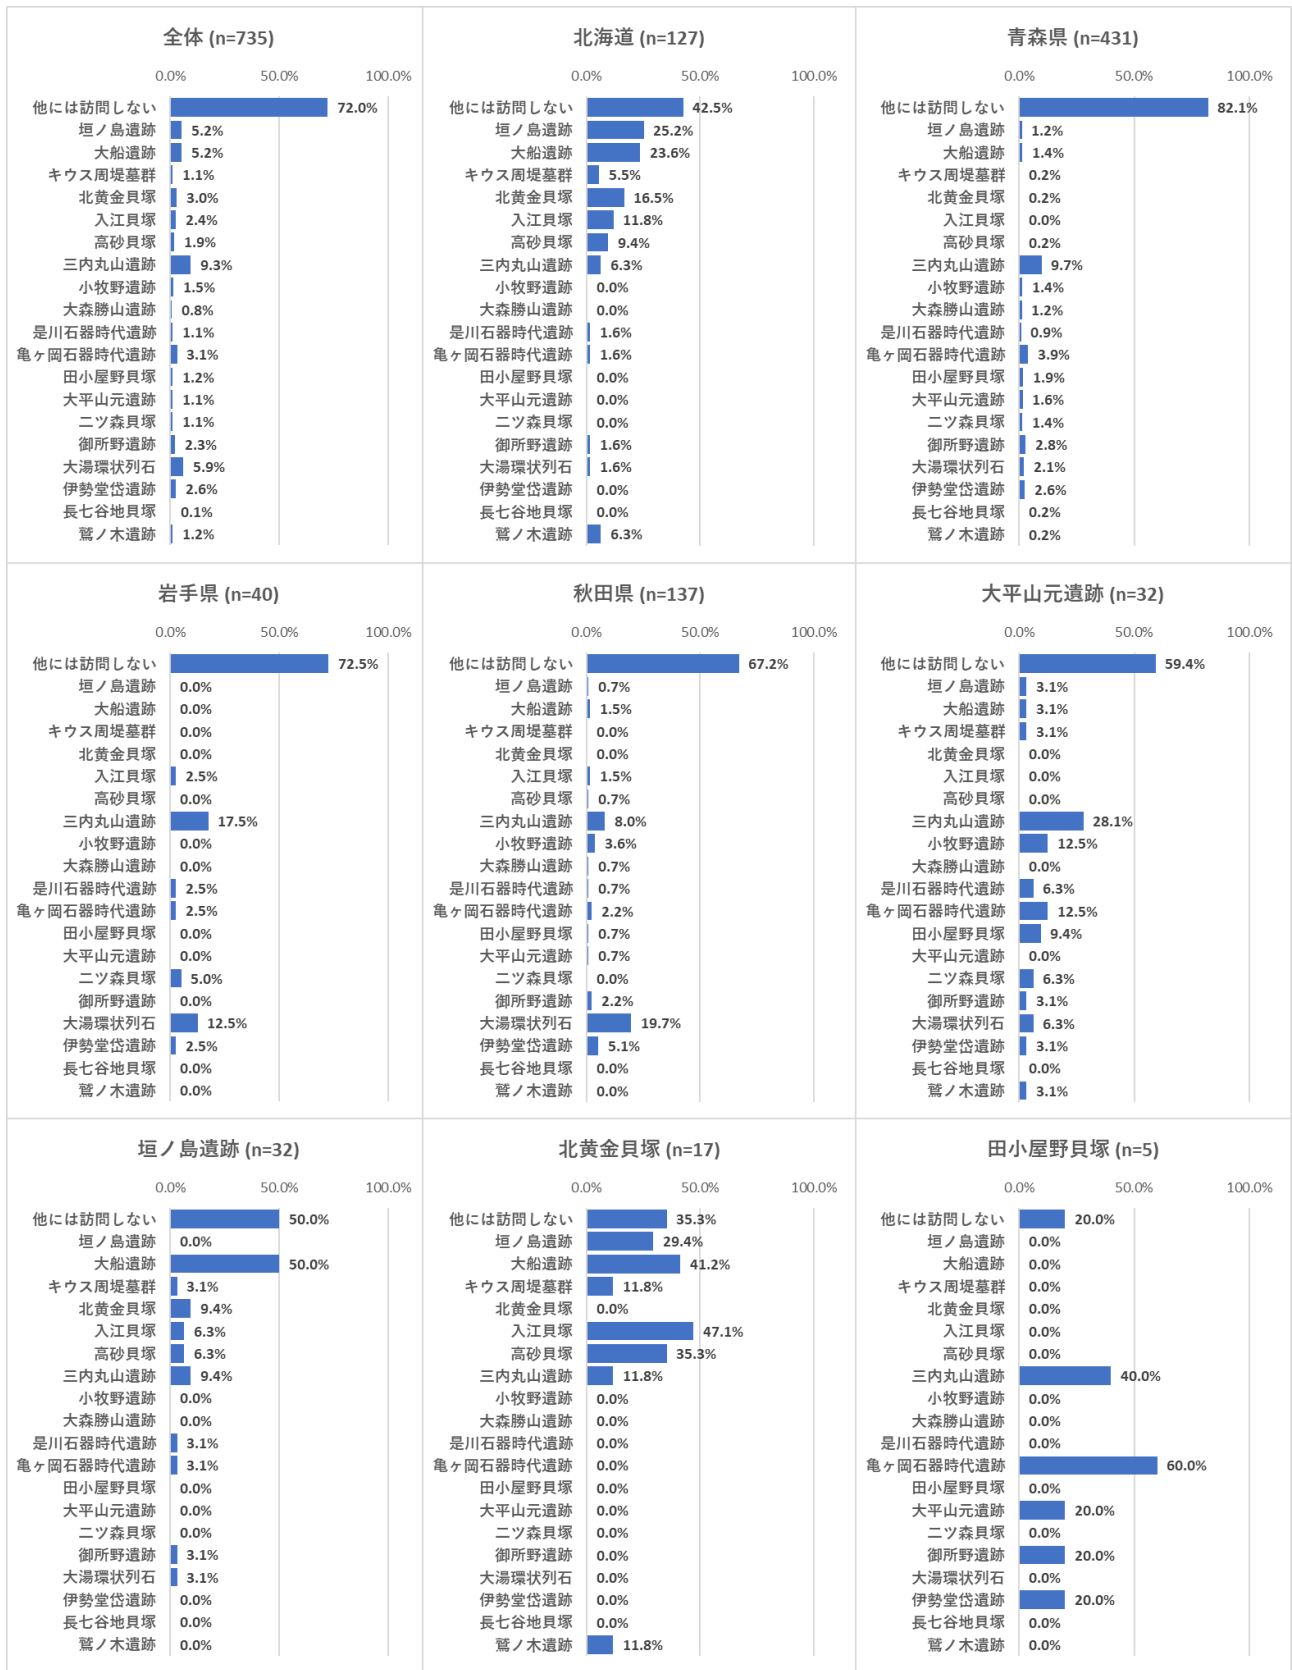 全体 (n=735)
0.0% 50.0% 100.0%
他には訪問しない 72.0%
垣ノ島遺跡 5.2%
大船遺跡 5.2%
キウス周堤墓群 1.1%
北黄金貝塚 3.0%
入江貝塚 2.4%
高砂貝塚 1.9%
三内丸山遺跡 9.3%
小牧野遺跡 1.5%
大森勝山遺跡 0.8%
是川石器時代遺跡 1.1%
亀ヶ岡石器時代遺跡 3.1%
田小屋野貝塚 1.2%
大平山元遺跡 1.1%
二ツ森貝塚 1.1%
御所野遺跡 2.3%
大湯環状列石 5.9%
伊勢堂岱遺跡 2.6%
長七谷地貝塚 0.1%
鷲ノ木遺跡 1.2%
北海道 (n=127)
0.0% 50.0% 100.0%
他には訪問しない 42.5%
垣ノ島遺跡 25.2%
大船遺跡 23.6%
キウス周堤墓群 5.5%
北黄金貝塚 16.5%
入江貝塚 11.8%
高砂貝塚 9.4%
三内丸山遺跡 6.3%
小牧野遺跡 0.0%
大森勝山遺跡 0.0%
是川石器時代遺跡 1.6%
亀ヶ岡石器時代遺跡 1.6%
田小屋野貝塚 0.0%
大平山元遺跡 0.0%
二ツ森貝塚 0.0%
御所野遺跡 1.6%
大湯環状列石 1.6%
伊勢堂岱遺跡 0.0%
長七谷地貝塚 0.0%
鷲ノ木遺跡 6.3%
青森県 (n=431)
0.0% 50.0% 100.0%
他には訪問しない 82.1%
垣ノ島遺跡 1.2%
大船遺跡 1.4%
キウス周堤墓群 0.2%
北黄金貝塚 0.2%
入江貝塚 0.0%
高砂貝塚 0.2%
三内丸山遺跡 9.7%
小牧野遺跡 1.4%
大森勝山遺跡 1.2%
是川石器時代遺跡 0.9%
亀ヶ岡石器時代遺跡 3.9%
田小屋野貝塚 1.9%
大平山元遺跡 1.6%
二ツ森貝塚 1.4%
御所野遺跡 2.8%
大湯環状列石 2.1%
伊勢堂岱遺跡 2.6%
長七谷地貝塚 0.2%
鷲ノ木遺跡 0.2%
岩手県 (n=40)
0.0% 50.0% 100.0%
他には訪問しない 72.5%
垣ノ島遺跡 0.0%
大船遺跡 0.0%
キウス周堤墓群 0.0%
北黄金貝塚 0.0%
入江貝塚 2.5%
高砂貝塚 0.0%
三内丸山遺跡 17.5%
小牧野遺跡 0.0%
大森勝山遺跡 0.0%
是川石器時代遺跡 2.5%
亀ヶ岡石器時代遺跡 2.5%
田小屋野貝塚 0.0%
大平山元遺跡 0.0%
二ツ森貝塚 5.0%
御所野遺跡 0.0%
大湯環状列石 12.5%
伊勢堂岱遺跡 2.5%
長七谷地貝塚 0.0%
鷲ノ木遺跡 0.0%
秋田県 (n=137)
0.0% 50.0% 100.0%
他には訪問しない 67.2%
垣ノ島遺跡 0.7%
大船遺跡 1.5%
キウス周堤墓群 0.0%
北黄金貝塚 0.0%
入江貝塚 1.5%
高砂貝塚 0.7%
三内丸山遺跡 8.0%
小牧野遺跡 3.6%
大森勝山遺跡 0.7%
是川石器時代遺跡 0.7%
亀ヶ岡石器時代遺跡 2.2%
田小屋野貝塚 0.7%
大平山元遺跡 0.7%
二ツ森貝塚 0.0%
御所野遺跡 2.2%
大湯環状列石 19.7%
伊勢堂岱遺跡 5.1%
長七谷地貝塚 0.0%
鷲ノ木遺跡 0.0%
大平山元遺跡 (n=32)
0.0% 50.0% 100.0%
他には訪問しない 59.4%
垣ノ島遺跡 3.1%
大船遺跡 3.1%
キウス周堤墓群 3.1%
北黄金貝塚 0.0%
入江貝塚 0.0%
高砂貝塚 0.0%
三内丸山遺跡 28.1%
小牧野遺跡 12.5%
大森勝山遺跡 0.0%
是川石器時代遺跡 6.3%
亀ヶ岡石器時代遺跡 12.5%
田小屋野貝塚 9.4%
大平山元遺跡 0.0%
二ツ森貝塚 6.3%
御所野遺跡 3.1%
大湯環状列石 6.3%
伊勢堂岱遺跡 3.1%
長七谷地貝塚 0.0%
鷲ノ木遺跡 3.1%
垣ノ島遺跡 (n=32)
0.0% 50.0% 100.0%
他には訪問しない 50.0%
垣ノ島遺跡 0.0%
大船遺跡 50.0%
キウス周堤墓群 3.1%
北黄金貝塚 9.4%
入江貝塚 6.3%
高砂貝塚 6.3%
三内丸山遺跡 9.4%
小牧野遺跡 0.0%
大森勝山遺跡 0.0%
是川石器時代遺跡 3.1%
亀ヶ岡石器時代遺跡 3.1%
田小屋野貝塚 0.0%
大平山元遺跡 0.0%
二ツ森貝塚 0.0%
御所野遺跡 3.1%
大湯環状列石 3.1%
伊勢堂岱遺跡 0.0%
長七谷地貝塚 0.0%
鷲ノ木遺跡 0.0%
北黄金貝塚 (n=17)
0.0% 50.0% 100.0%
他には訪問しない 35.3%
垣ノ島遺跡 29.4%
大船遺跡 41.2%
キウス周堤墓群 11.8%
北黄金貝塚 0.0%
入江貝塚 47.1%
高砂貝塚 35.3%
三内丸山遺跡 11.8%
小牧野遺跡 0.0%
大森勝山遺跡 0.0%
是川石器時代遺跡 0.0%
亀ヶ岡石器時代遺跡 0.0%
田小屋野貝塚 0.0%
大平山元遺跡 0.0%
二ツ森貝塚 0.0%
御所野遺跡 0.0%
大湯環状列石 0.0%
伊勢堂岱遺跡 0.0%
長七谷地貝塚 0.0%
鷲ノ木遺跡 11.8%
田小屋野貝塚 (n=5)
0.0% 50.0% 100.0%
他には訪問しない 20.0%
垣ノ島遺跡 0.0%
大船遺跡 0.0%
キウス周堤墓群 0.0%
北黄金貝塚 0.0%
入江貝塚 0.0%
高砂貝塚 0.0%
三内丸山遺跡 40.0%
小牧野遺跡 0.0%
大森勝山遺跡 0.0%
是川石器時代遺跡 0.0%
亀ヶ岡石器時代遺跡 60.0%
田小屋野貝塚 0.0%
大平山元遺跡 20.0%
二ツ森貝塚 0.0%
御所野遺跡 20.0%
大湯環状列石 0.0%
伊勢堂岱遺跡 20.0%
長七谷地貝塚 0.0%
鷲ノ木遺跡 0.0%